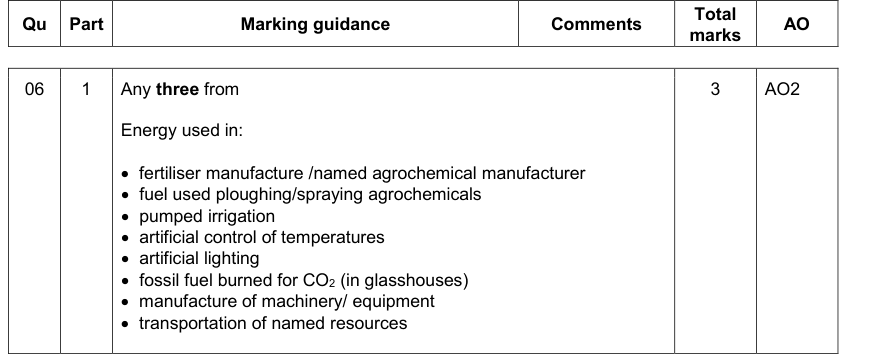 Qu Part Marking guidance Comments Total marks AO
06 1 Any three from 3 AO2
Energy used in:
• fertiliser manufacture /named agrochemical manufacturer
• fuel used ploughing/spraying agrochemicals
• pumped irrigation
• artificial control of temperatures
• artificial lighting
• fossil fuel burned for CO₂ (in glasshouses)
• manufacture of machinery/ equipment
• transportation of named resources